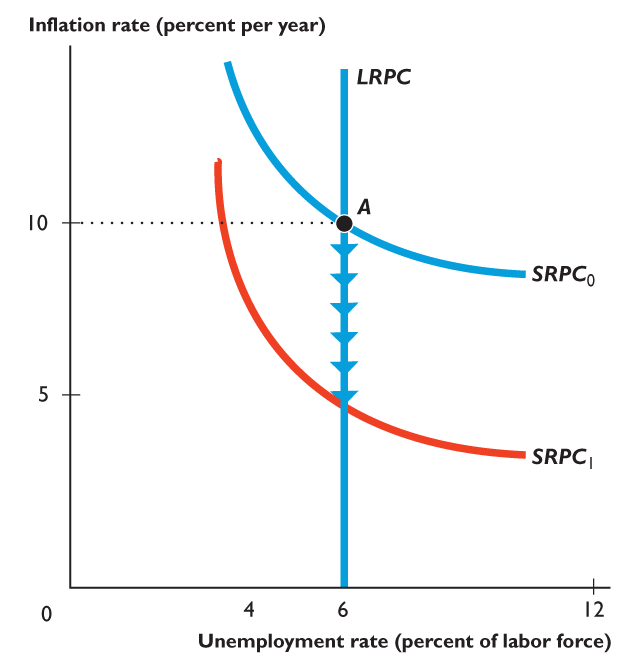 Inflation rate (percent per year)
LRPC
A
10
SRPC₀
5
SRPC₁
0
4
6
12
Unemployment rate (percent of labor force)